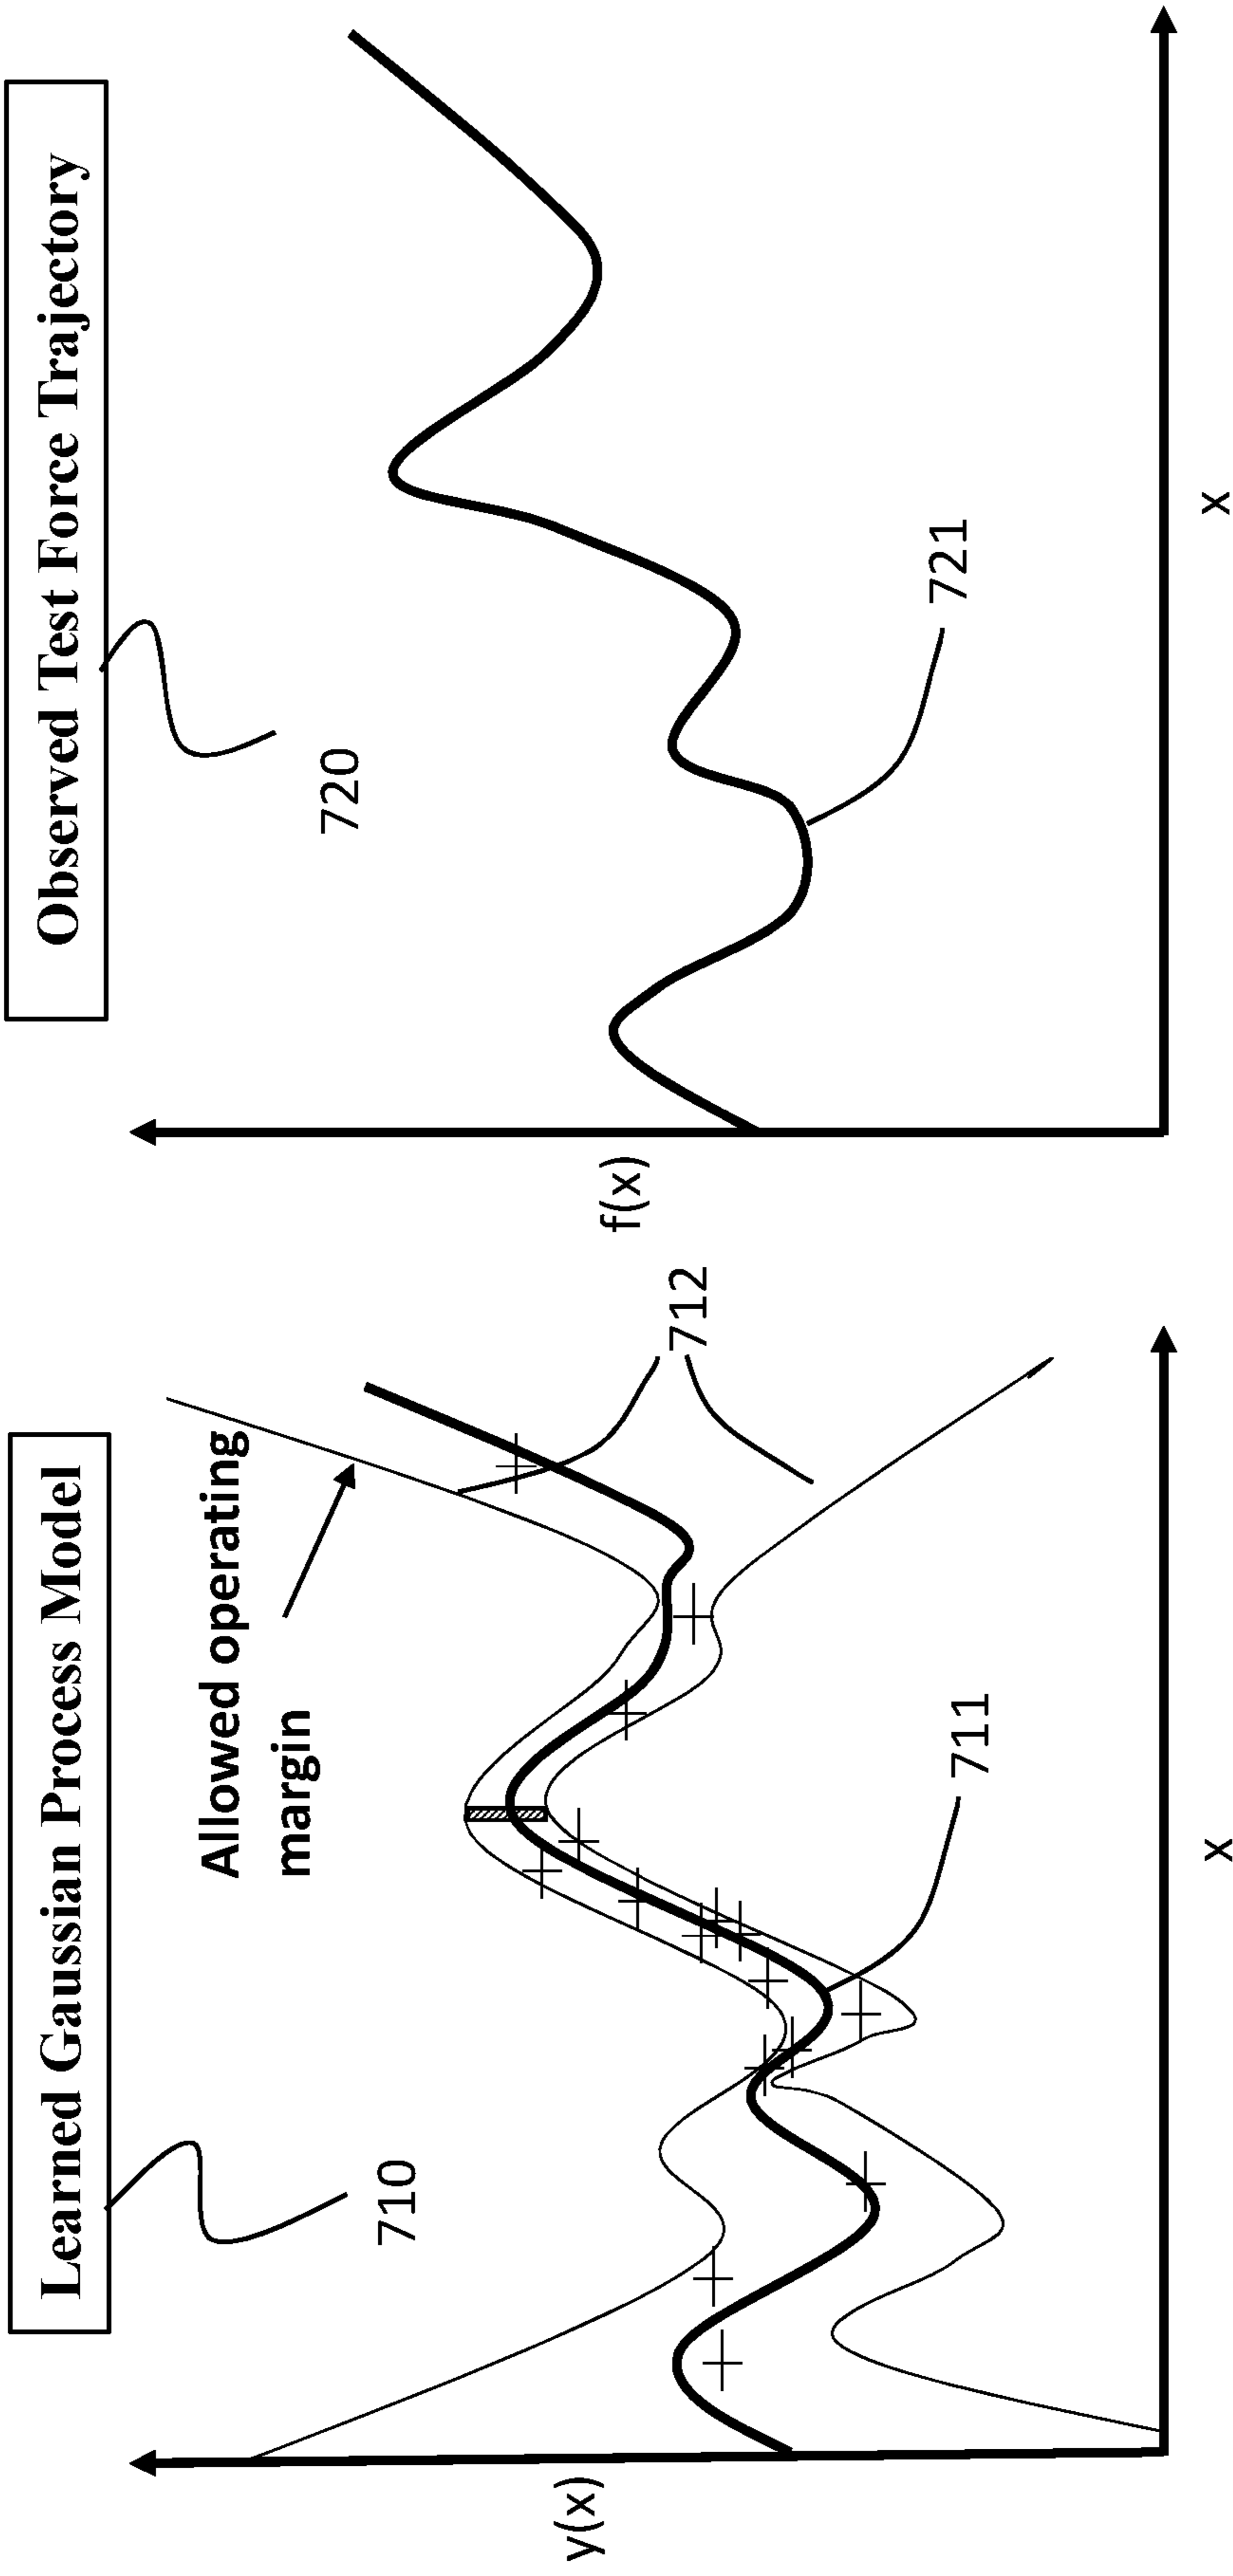 Learned Gaussian Process Model
710
Allowed operating
margin
712
711
y(x)
x
Observed Test Force Trajectory
720
721
f(x)
x